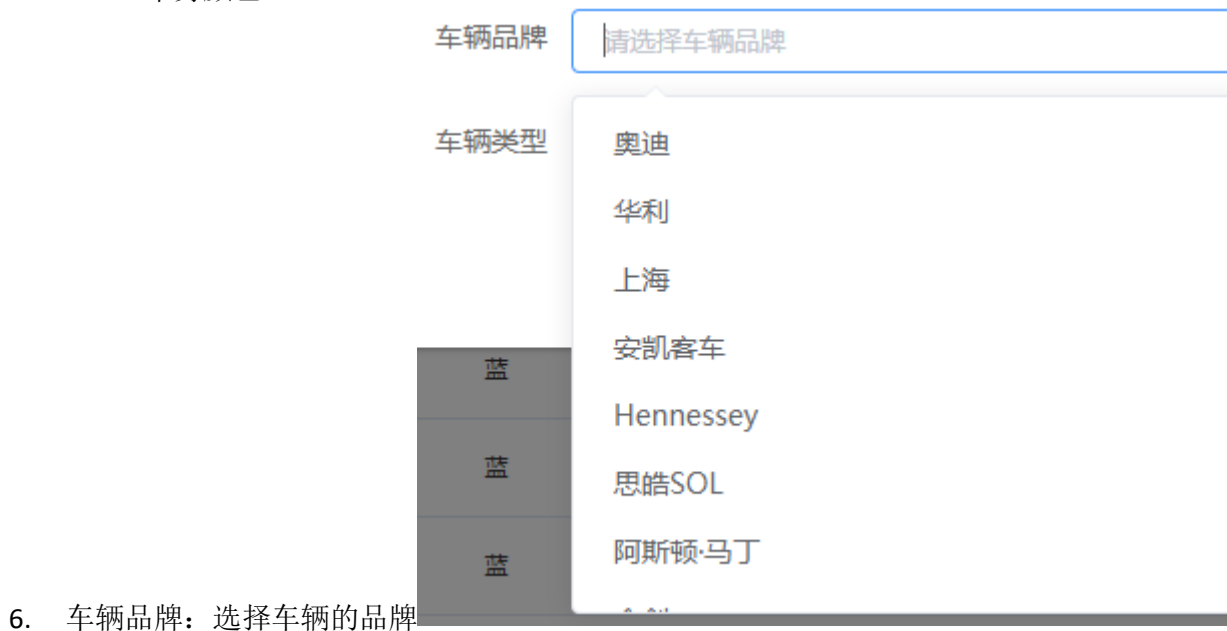 车辆品牌 请选择车辆品牌
车辆类型
奥迪
华利
上海
安凯客车
Hennessey
思皓SOL
阿斯顿·马丁
蓝
蓝
蓝
6. 车辆品牌：选择车辆的品牌